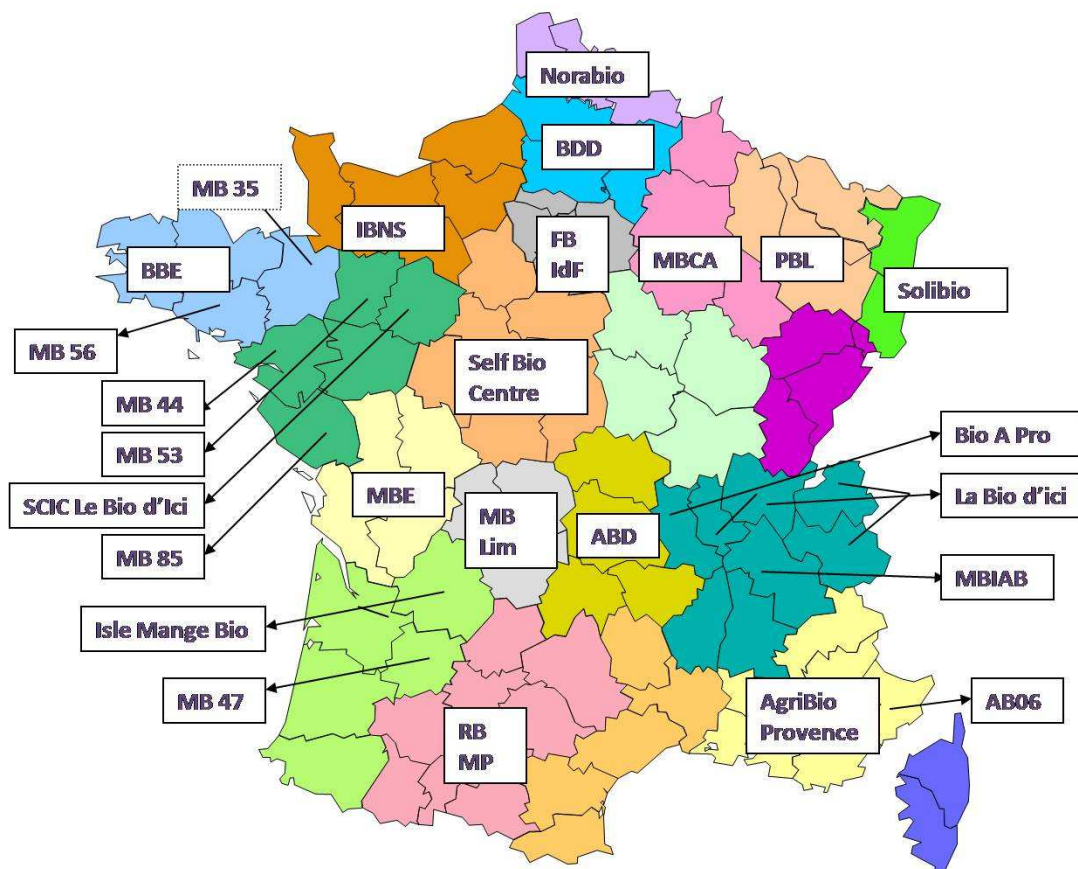 Norabio
BDD
MB 35
IBNS
FB
IdF
MBCA
PBL
BBE
Solibio
MB 56
Self Bio
Centre
MB 44
Bio A Pro
MB 53
La Bio d'ici
SCIC Le Bio d'Ici
MBE
MB
Lim
ABD
MB 85
MBIAB
Isle Mange Bio
MB 47
RB
MP
AgriBio
Provence
AB06